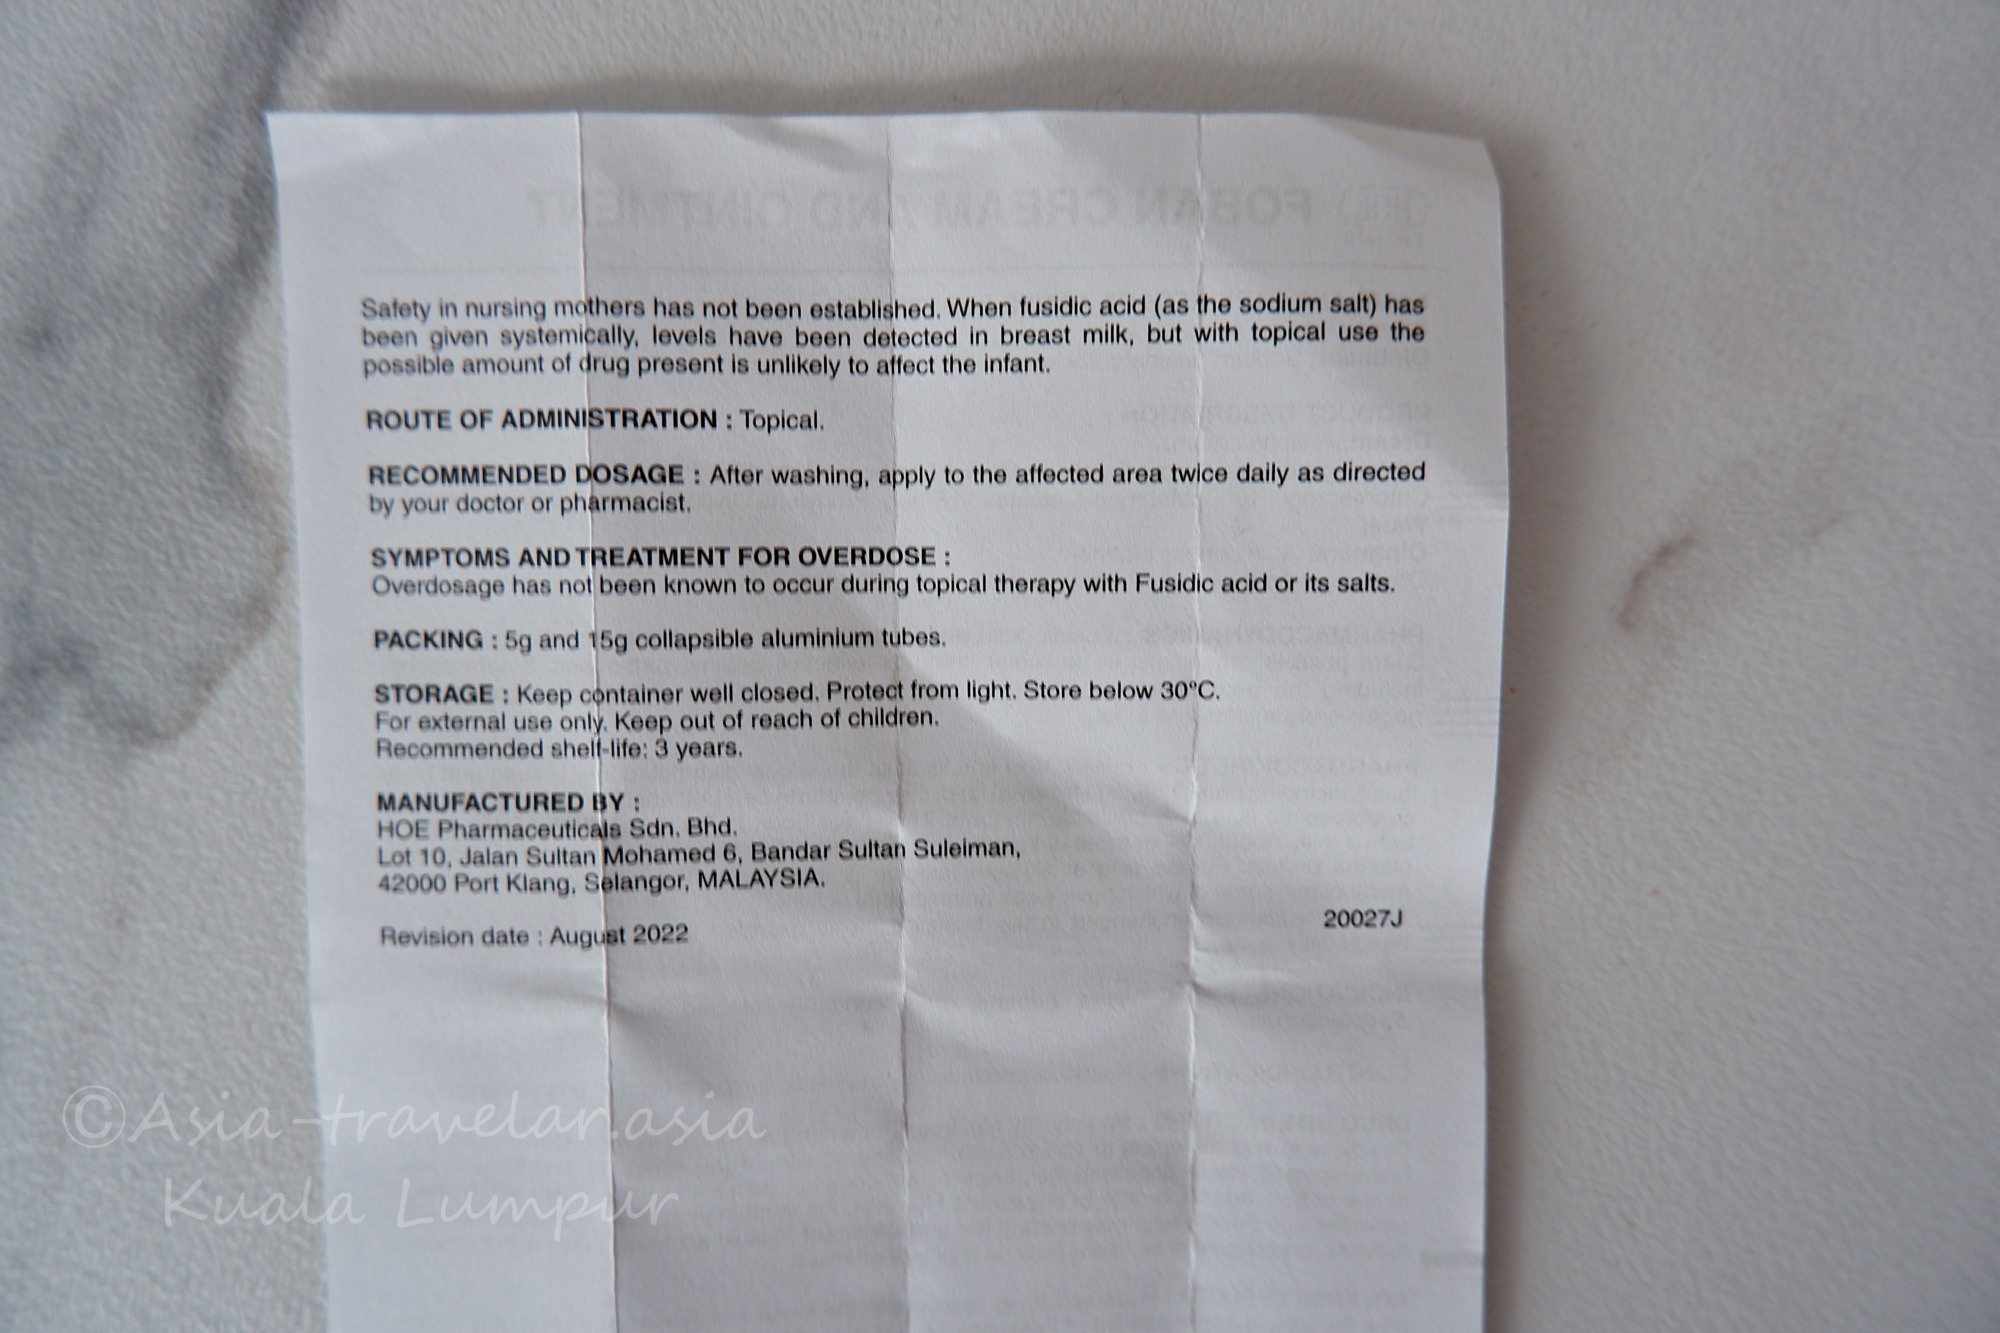 Safety in nursing mothers has not been established. When fusidic acid (as the sodium salt) has
been given systemically, levels have been detected in breast milk, but with topical use the
possible amount of drug present is unlikely to affect the infant.
ROUTE OF ADMINISTRATION : Topical.
RECOMMENDED DOSAGE : After washing, apply to the affected area twice daily as directed
by your doctor or pharmacist.
SYMPTOMS AND TREATMENT FOR OVERDOSE :
Overdosage has not been known to occur during topical therapy with Fusidic acid or its salts.
PACKING : 5g and 15g collapsible aluminium tubes.
STORAGE : Keep container well closed. Protect from light. Store below 30°C.
For external use only. Keep out of reach of children.
Recommended shelf-life: 3 years.
MANUFACTURED BY :
HOE Pharmaceuticals Sdn. Bhd.
Lot 10, Jalan Sultan Mohamed 6, Bandar Sultan Suleiman,
42000 Port Klang, Selangor, MALAYSIA.
20027J
Revision date : August 2022
©Asia-travelar.asia
Kuala Lumpur